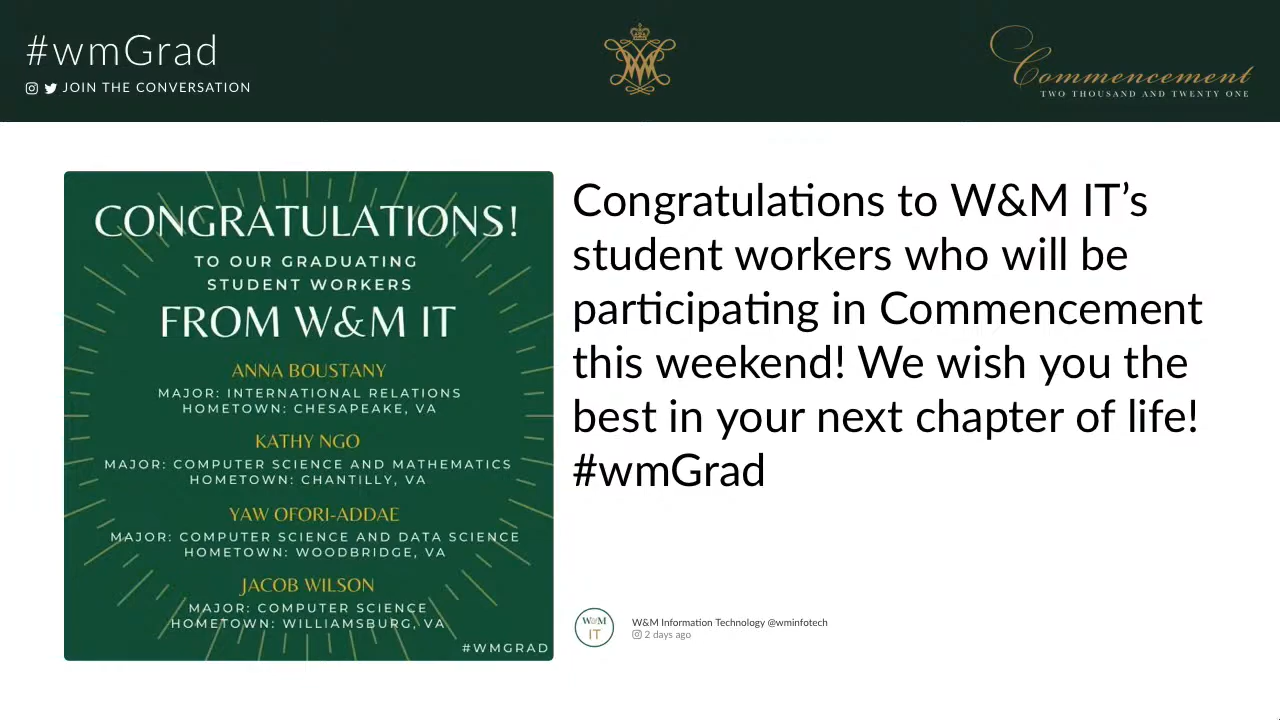 #wmGrad
JOIN THE CONVERSATION
Commencement
TWO THOUSAND AND TWENTY ONE
CONGRATULATIONS!
TO OUR GRADUATING
STUDENT WORKERS
FROM W&M IT
ANNA BOUSTANY
MAJOR: INTERNATIONAL RELATIONS
HOMETOWN: CHESAPEAKE, VA
KATHY NGO
MAJOR: COMPUTER SCIENCE AND MATHEMATICS
HOMETOWN: CHANTILLY, VA
YAW OFORI-ADDAE
MAJOR: COMPUTER SCIENCE AND DATA SCIENCE
HOMETOWN: WOODBRIDGE, VA
JACOB WILSON
MAJOR: COMPUTER SCIENCE
HOMETOWN: WILLIAMSBURG, VA
#WMGRAD
Congratulations to W&M IT’s
student workers who will be
participating in Commencement
this weekend! We wish you the
best in your next chapter of life!
#wmGrad
W&M
IT
W&M Information Technology @wminfotech
2 days ago